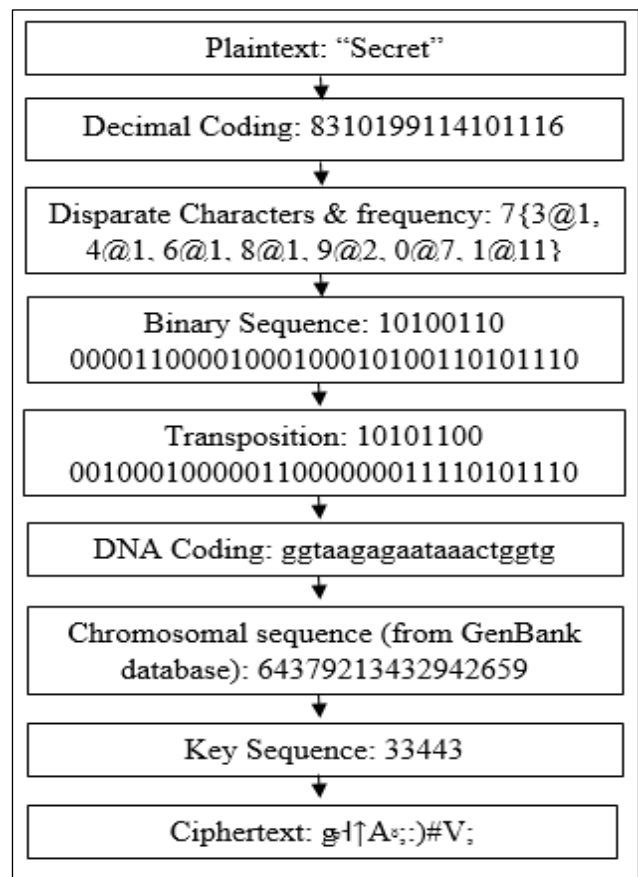 Plaintext: “Secret”
Decimal Coding: 8310199114101116
Disparate Characters & frequency: 7{3@1,
4@1, 6@1, 8@1, 9@2, 0@7, 1@11}
Binary Sequence: 10100110
00001100001000100010100110101110
Transposition: 10101100
00100010000011000000011110101110
DNA Coding: ggtaagagaataaactggtg
Chromosomal sequence (from GenBank
database): 64379213432942659
Key Sequence: 33443
Ciphertext: